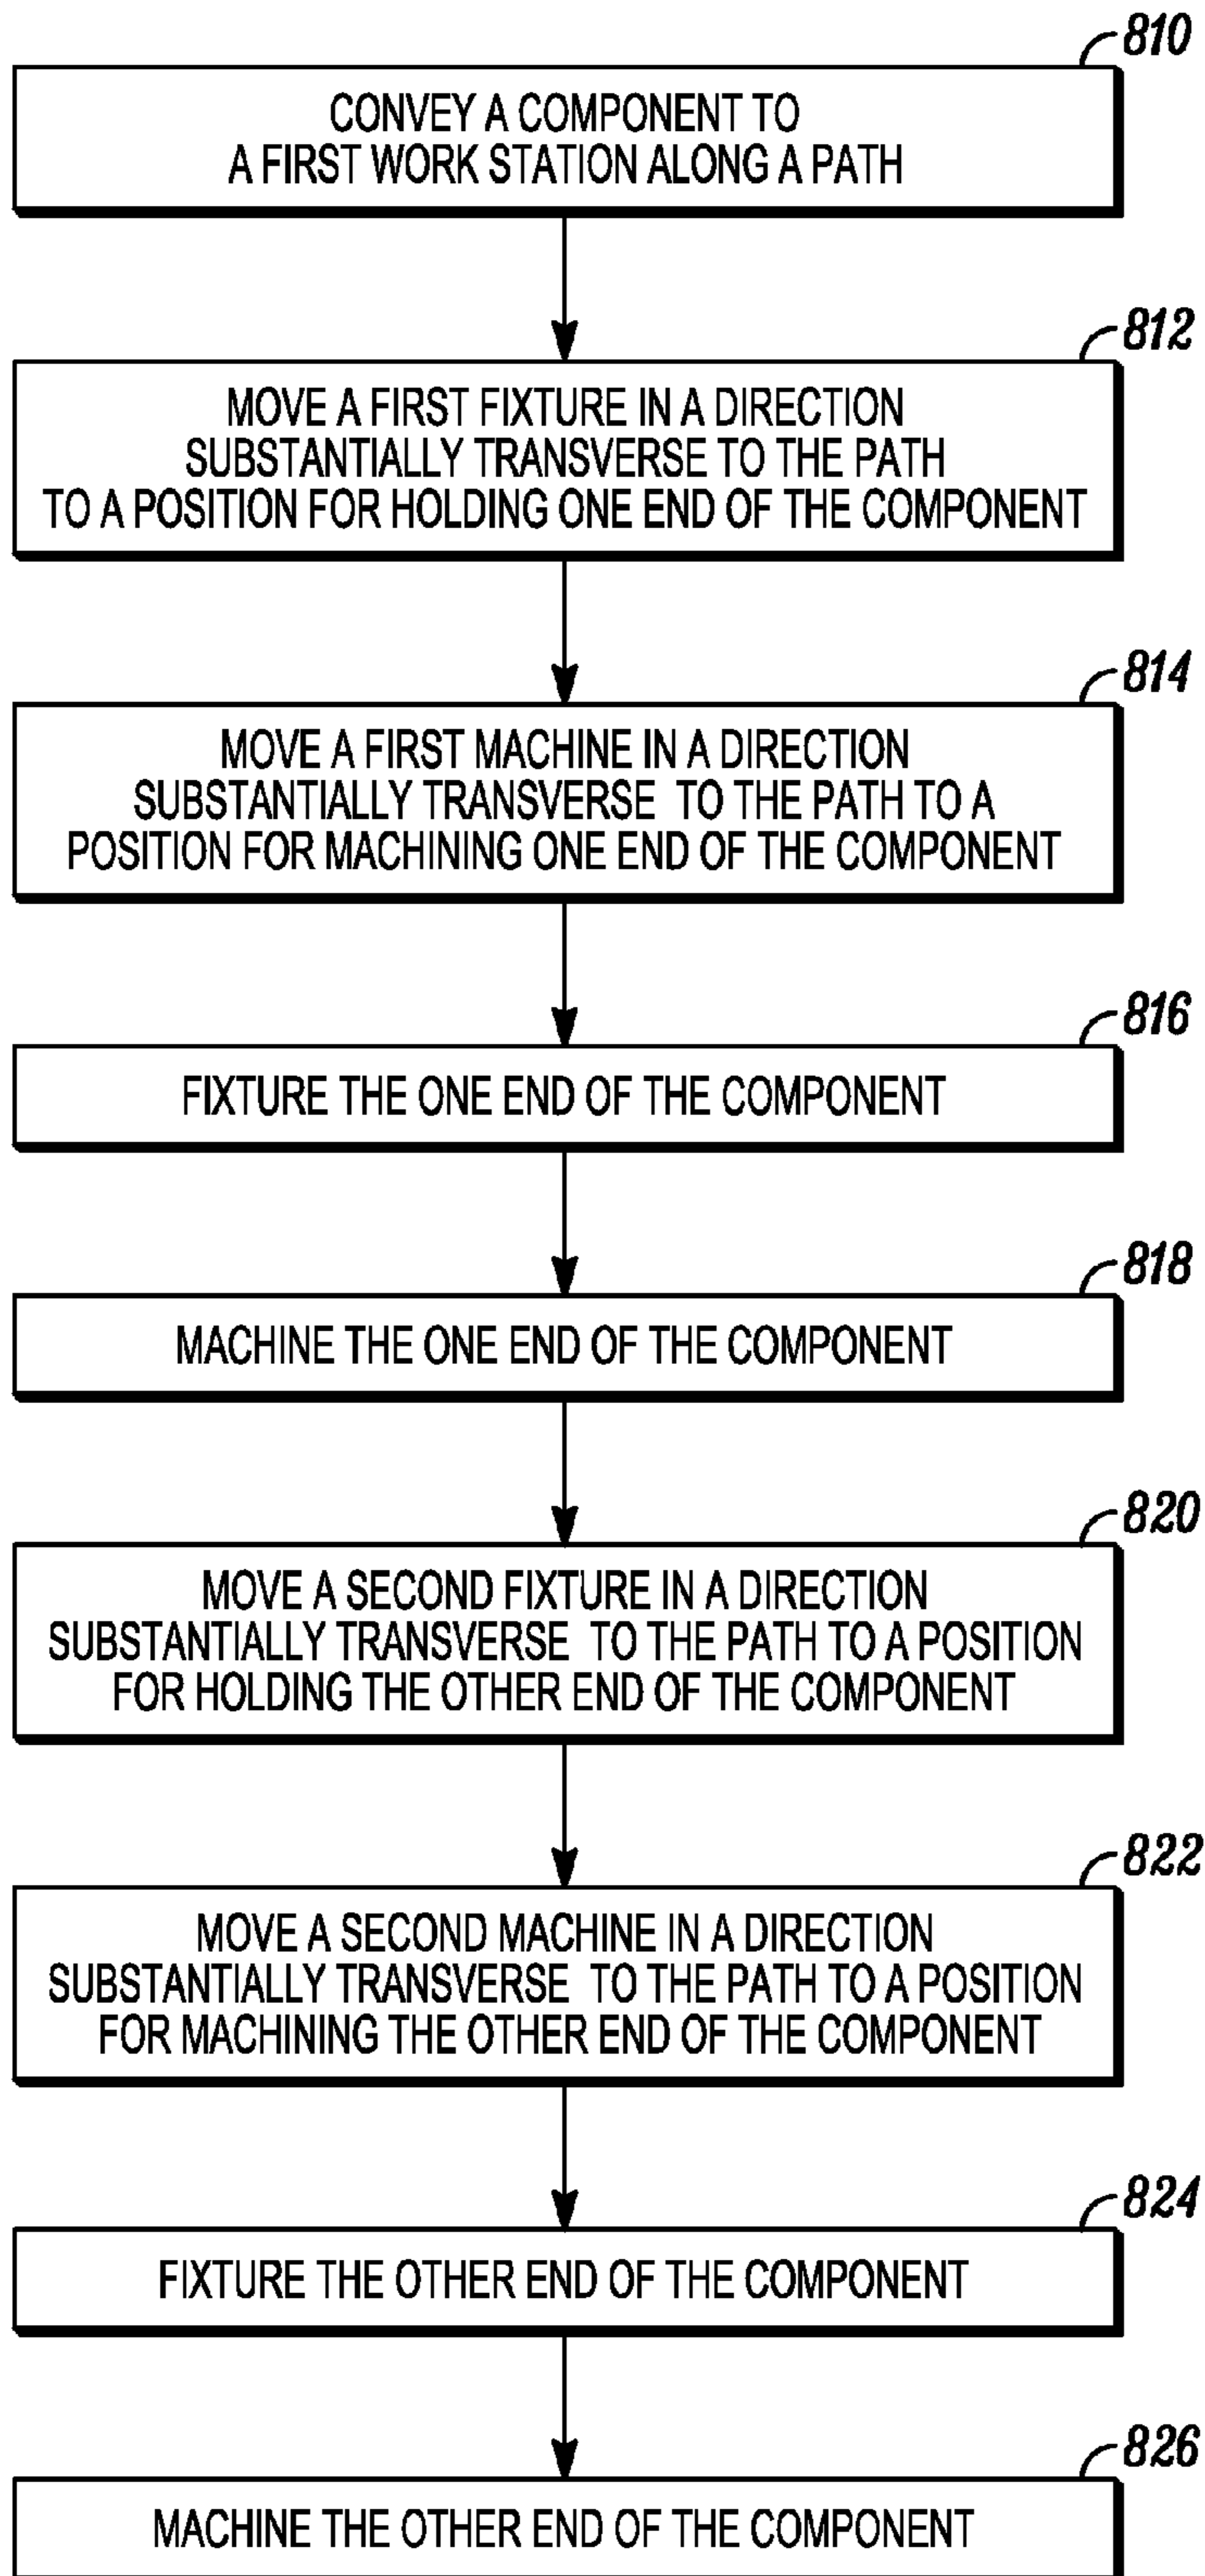 810
CONVEY A COMPONENT TO
A FIRST WORK STATION ALONG A PATH
812
MOVE A FIRST FIXTURE IN A DIRECTION
SUBSTANTIALLY TRANSVERSE TO THE PATH
TO A POSITION FOR HOLDING ONE END OF THE COMPONENT
814
MOVE A FIRST MACHINE IN A DIRECTION
SUBSTANTIALLY TRANSVERSE TO THE PATH TO A
POSITION FOR MACHINING ONE END OF THE COMPONENT
816
FIXTURE THE ONE END OF THE COMPONENT
818
MACHINE THE ONE END OF THE COMPONENT
820
MOVE A SECOND FIXTURE IN A DIRECTION
SUBSTANTIALLY TRANSVERSE TO THE PATH TO A POSITION
FOR HOLDING THE OTHER END OF THE COMPONENT
822
MOVE A SECOND MACHINE IN A DIRECTION
SUBSTANTIALLY TRANSVERSE TO THE PATH TO A POSITION
FOR MACHINING THE OTHER END OF THE COMPONENT
824
FIXTURE THE OTHER END OF THE COMPONENT
826
MACHINE THE OTHER END OF THE COMPONENT